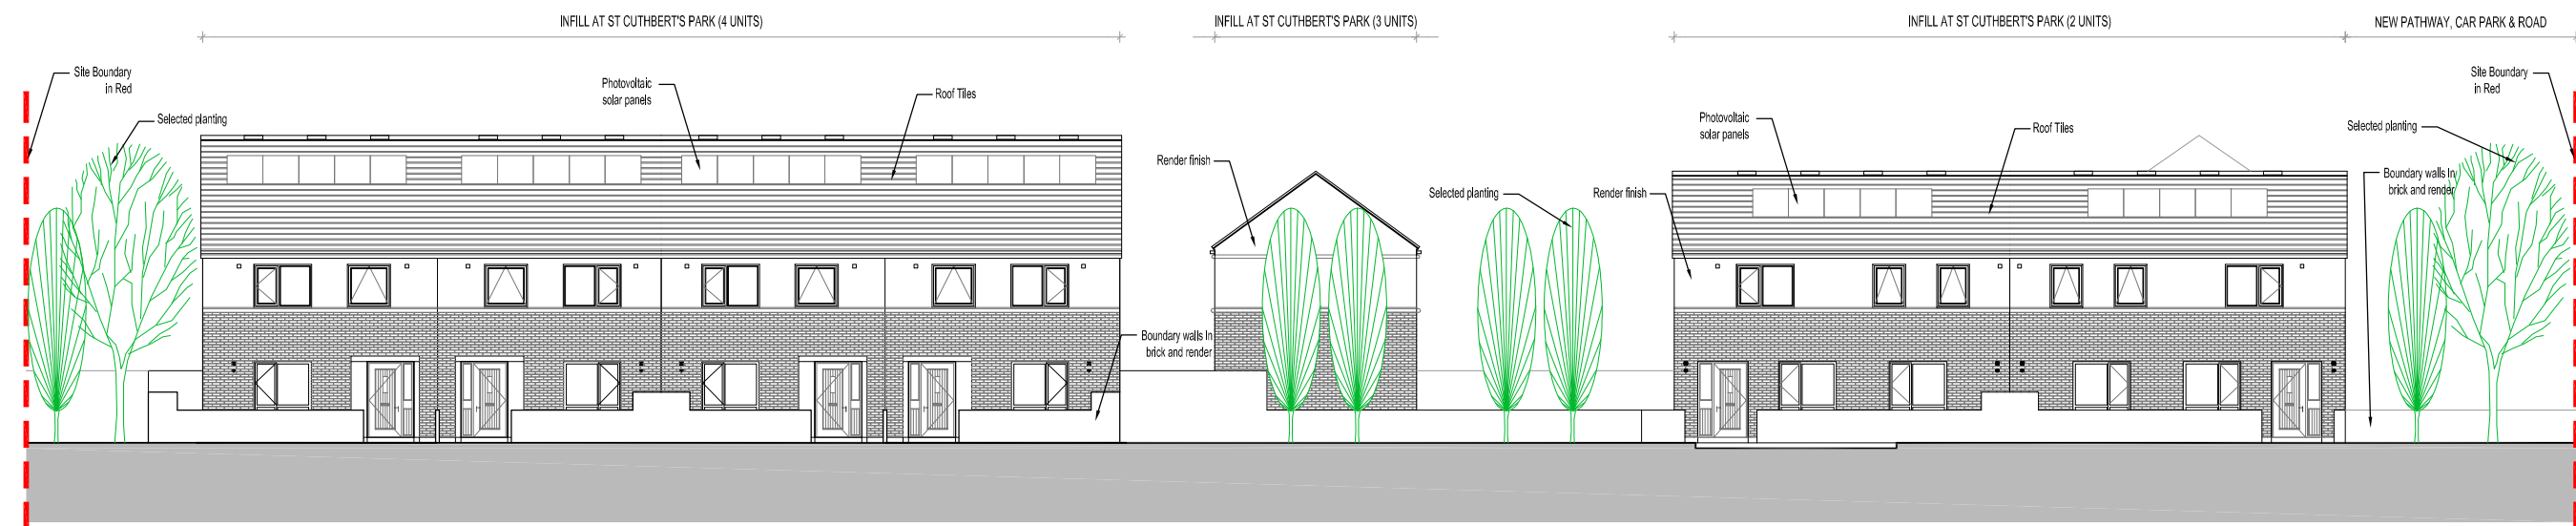 INFILL AT ST CUTHBERT'S PARK (4 UNITS)
INFILL AT ST CUTHBERT'S PARK (3 UNITS)
INFILL AT ST CUTHBERT'S PARK (2 UNITS)
NEW PATHWAY, CAR PARK & ROAD
Site Boundary
in Red
Selected planting
Photovoltaic
solar panels
Roof Tiles
Render finish
Boundary walls In
brick and render
Selected planting
Render finish
Photovoltaic
solar panels
Roof Tiles
Site Boundary
in Red
Selected planting
Boundary walls In
brick and render